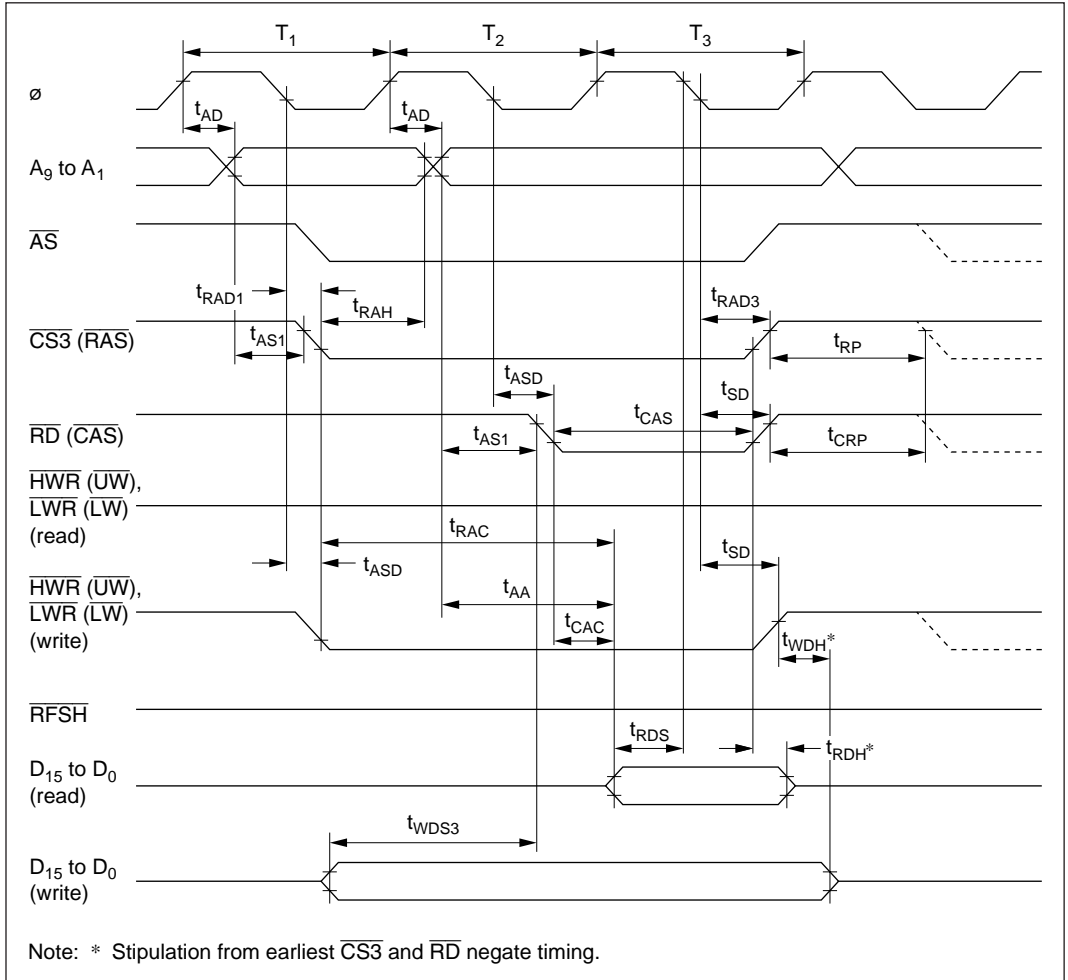 T1 T2 T3
ø
tAD tAD
A9 to A1
AS
tRAD1 tRAH tRAD3
CS3 (RAS)
tAS1 tRP
tASD tSD
RD (CAS)
tCAS
tAS1 tCRP
HWR (UW),
LWR (LW)
(read)
tRAC tSD
tASD
HWR (UW),
LWR (LW)
(write)
tAA
tCAC
tWDH*
RFSH
tRDS tRDH*
D15 to D0
(read)
tWDS3
D15 to D0
(write)
Note: * Stipulation from earliest CS3 and RD negate timing.